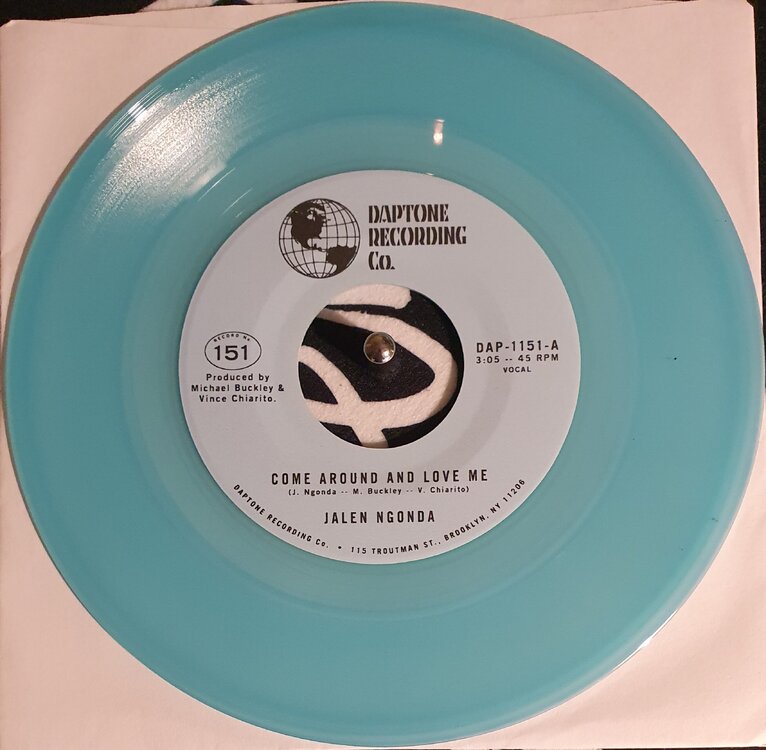 DAPTONE
RECORDING
Co.
RECORD Nº
151
Produced by
Michael Buckley &
Vince Chiarito.
DAP-1151-A
3:05 -- 45 RPM
VOCAL
COME AROUND AND LOVE ME
(J. Ngonda -- M. Buckley -- V. Chiarito)
JALEN NGONDA
DAPTONE RECORDING Co. • 115 TROUTMAN ST., BROOKLYN, NY 11206